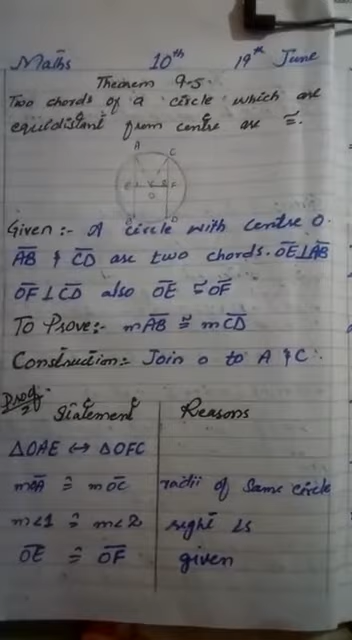 Maths 10th 19th June
Theorem 9.5.
Two chords of a circle which are
equidistant from centre are ≅.
A C
E F
O
B D
Given :- A circle with centre O.
AB & CD are two chords. OE⊥AB
OF⊥CD also OE ≅ OF
To Prove:- mAB ≅ mCD
Construction:- Join o to A & C.
Proof:-
Statement Reasons
ΔOAE ↔ ΔOFC
mOA ≅ mOC radii of same circle
m<1 ≅ m<2 right ∠s
OE ≅ OF given